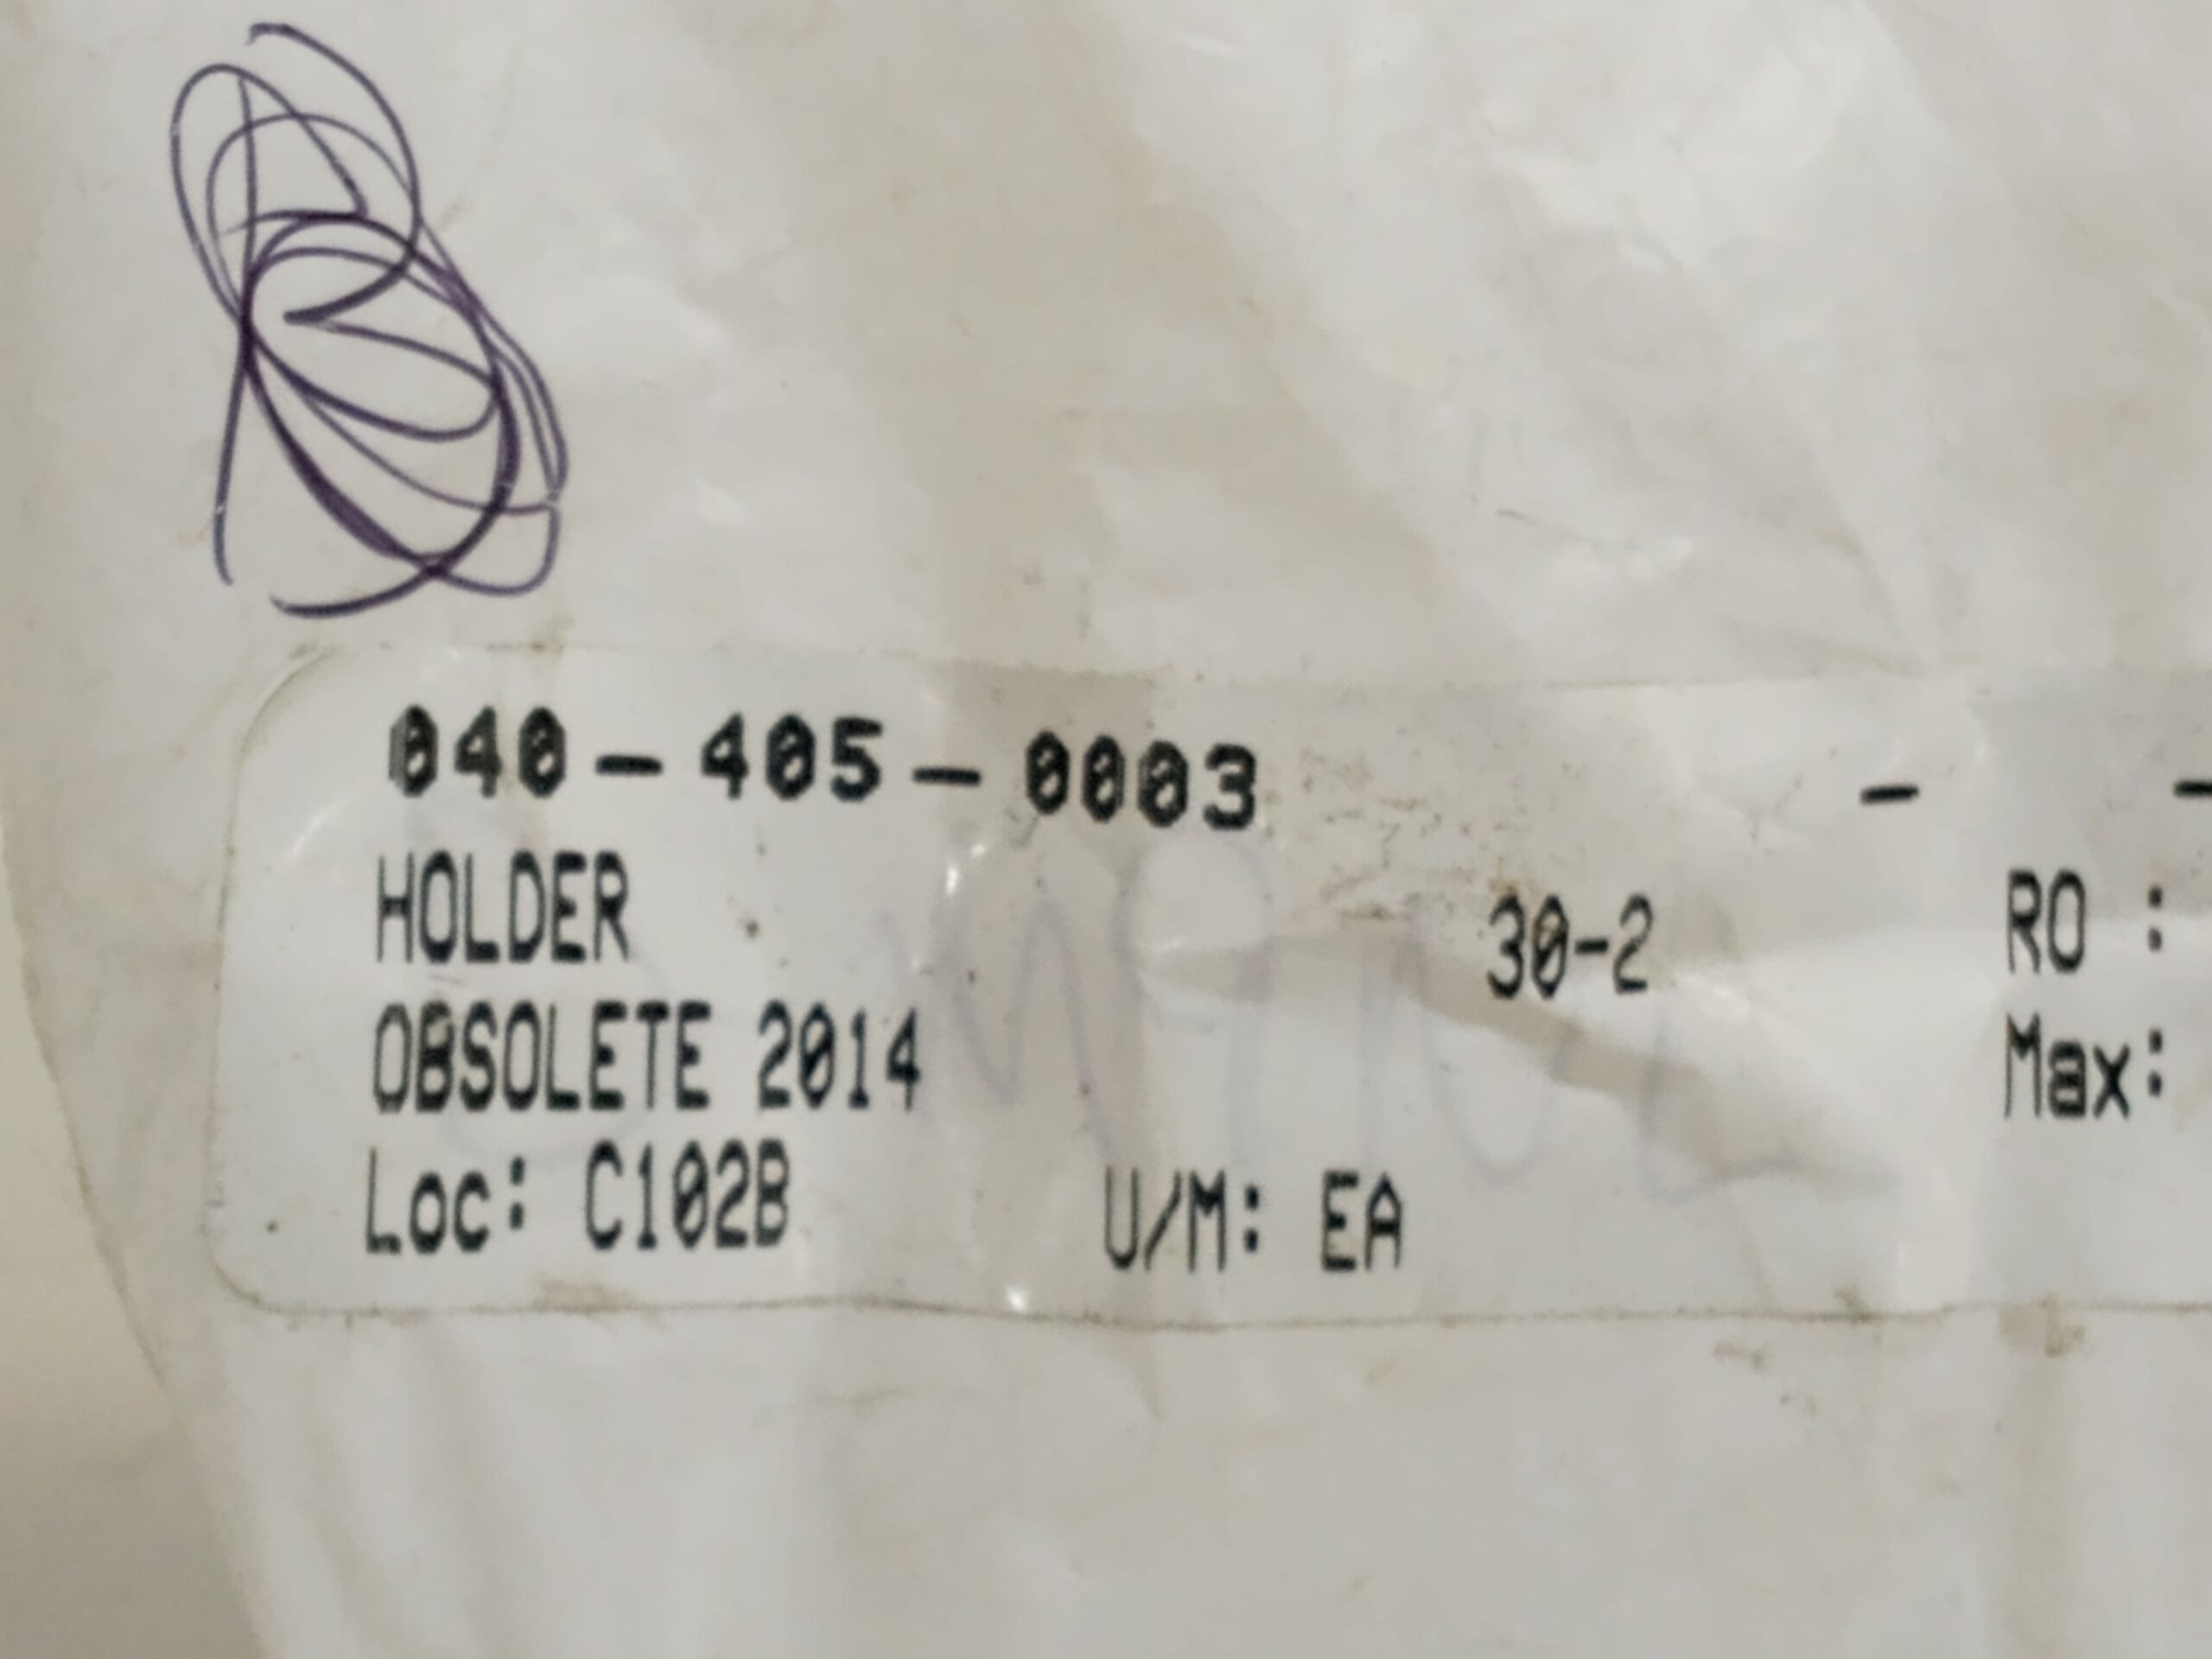 040-405-0003 - -
HOLDER 30-2 RO :
OBSOLETE 2014 Max:
Loc: C102B U/M: EA